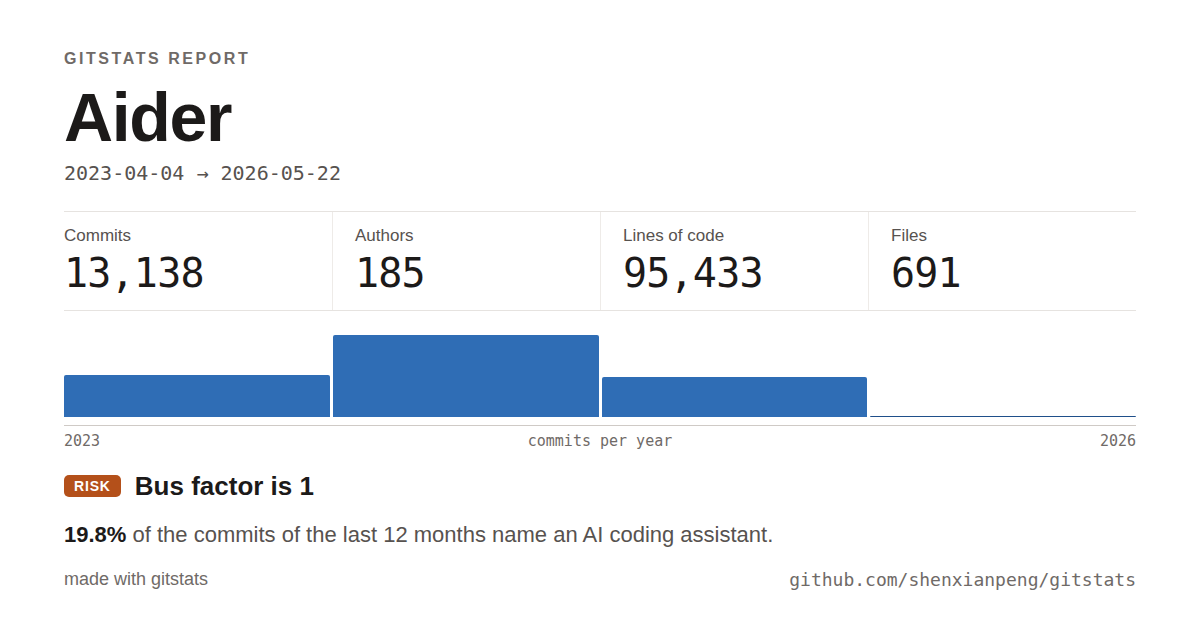 GITSTATS REPORT
Aider
2023-04-04 → 2026-05-22
Commits
13,138
Authors
185
Lines of code
95,433
Files
691
2023
commits per year
2026
RISK Bus factor is 1
19.8% of the commits of the last 12 months name an AI coding assistant.
made with gitstats
github.com/shenxianpeng/gitstats